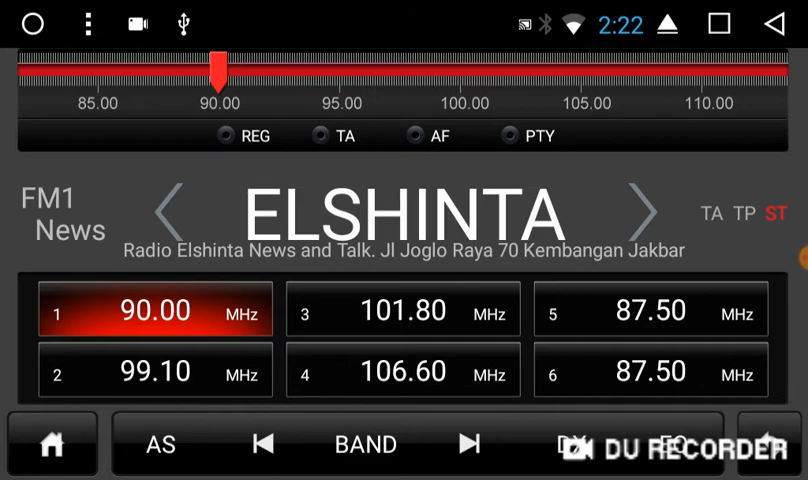 2:22
85.00 90.00 95.00 100.00 105.00 110.00
REG TA AF PTY
FM1
News
ELSHINTA
TA TP ST
Radio Elshinta News and Talk. Jl Joglo Raya 70 Kembangan Jakbar
1 90.00 MHz 3 101.80 MHz 5 87.50 MHz
2 99.10 MHz 4 106.60 MHz 6 87.50 MHz
AS BAND DX EQ
DU RECORDER